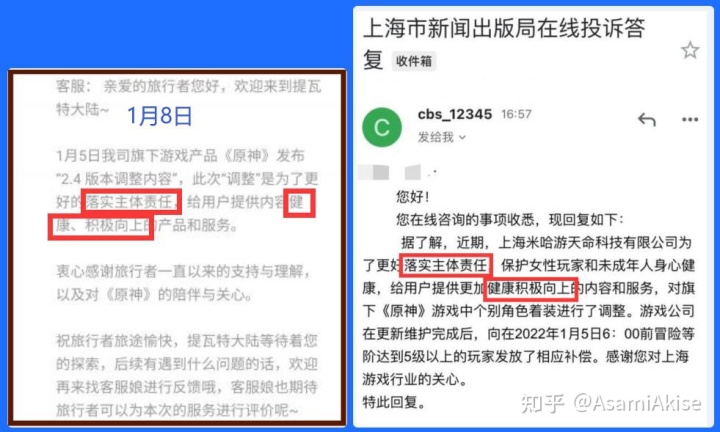 客服： 亲爱的旅行者您好，欢迎来到提瓦
特大陆~
1月8日
1月5日我司旗下游戏产品《原神》发布
“2.4 版本调整内容”，此次“调整”是为了更
好的落实主体责任，给用户提供内容健
康、积极向上的产品和服务。
衷心感谢旅行者一直以来的支持与理解，
以及对《原神》的陪伴与关心。
祝旅行者旅途愉快，提瓦特大陆等待着您
的探索，后续有遇到什么问题的话，欢迎
再来找客服娘进行反馈哦，客服娘也期待
旅行者可以为本次的服务进行评价呢~
上海市新闻出版局在线投诉答
复 收件箱
C
cbs_12345 16:57
发给我
您好！
您在线咨询的事项收悉，现回复如下：
据了解，近期，上海米哈游天命科技有限公司为
了更好落实主体责任，保护女性玩家和未成年人身心健
康，给用户提供更加健康积极向上的内容和服务，对旗
下《原神》游戏中个别角色着装进行了调整。游戏公司
在更新维护完成后，向在2022年1月5日6：00前冒险等
阶达到5级以上的玩家发放了相应补偿。感谢您对上海
游戏行业的关心。
特此回复。
知乎 @AsamiAkise